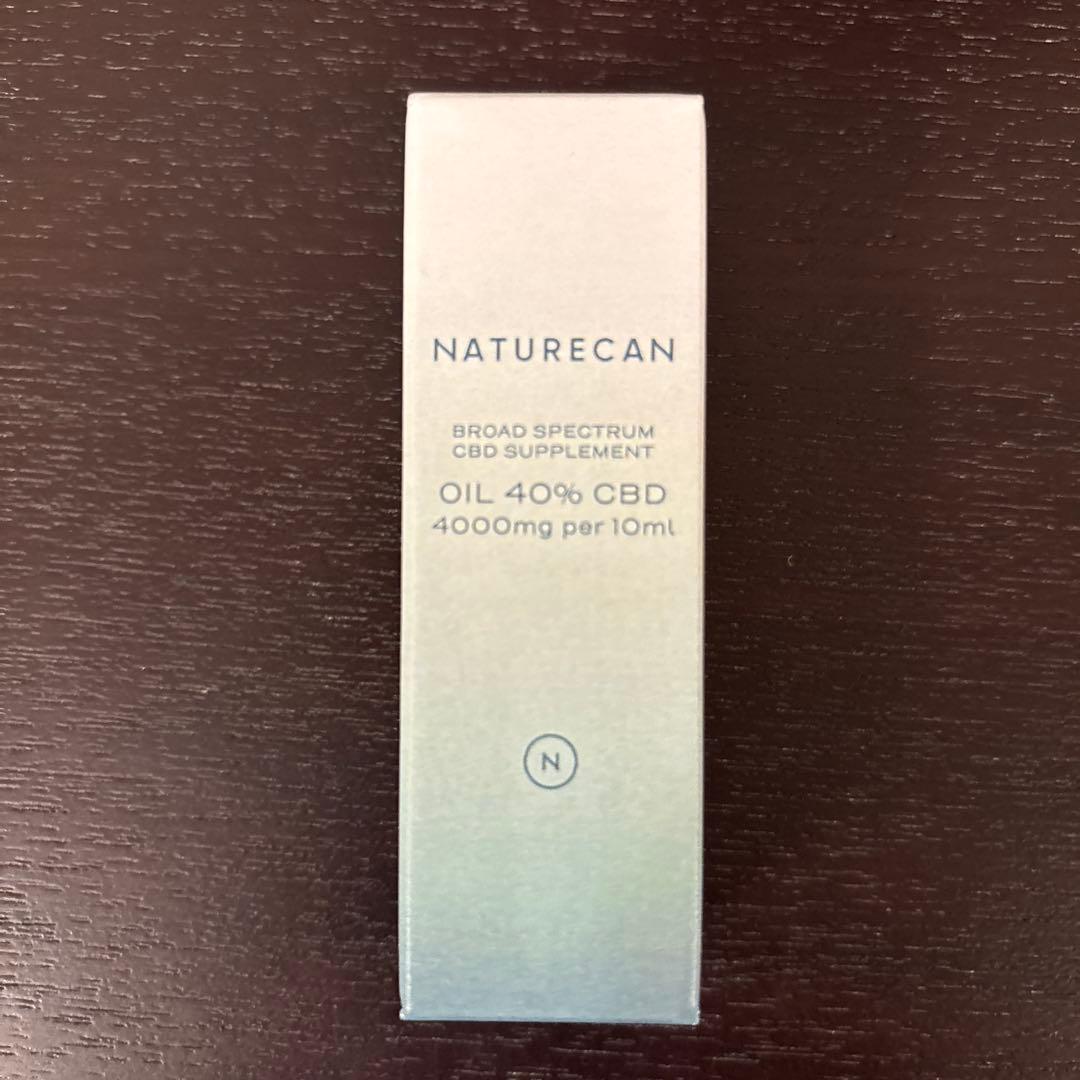 NATURECAN
BROAD SPECTRUM
CBD SUPPLEMENT
OIL 40% CBD
4000mg per 10ml
N